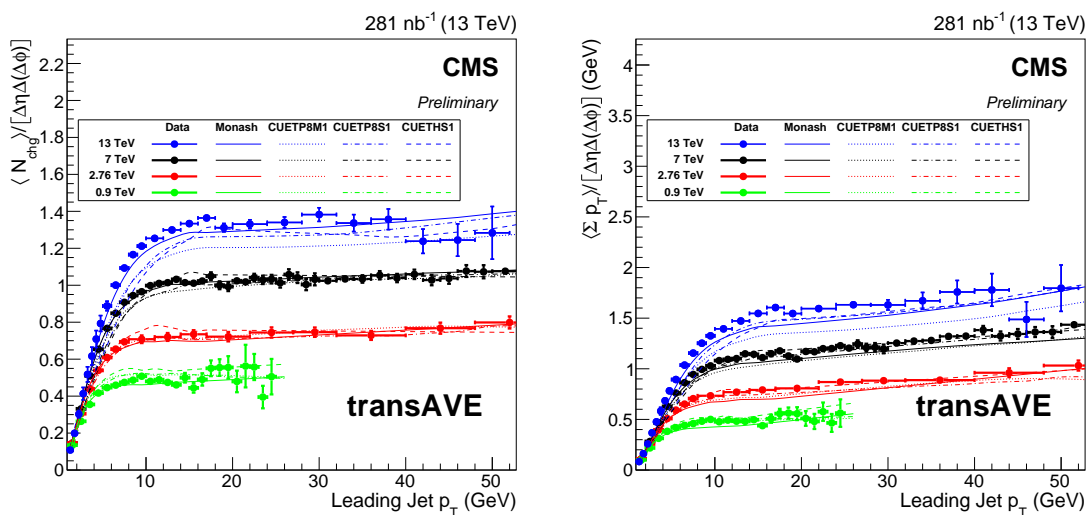 281 nb⁻¹ (13 TeV)
⟨ N_chg⟩/[ΔηΔ(Δφ)]
CMS
Preliminary
Data Monash CUETP8M1 CUETP8S1 CUETHS1
13 TeV
7 TeV
2.76 TeV
0.9 TeV
2.2
2
1.8
1.6
1.4
1.2
1
0.8
0.6
0.4
0.2
0
transAVE
10 20 30 40 50
Leading Jet p_T (GeV)
281 nb⁻¹ (13 TeV)
⟨Σ p_T⟩/[ΔηΔ(Δφ)] (GeV)
CMS
Preliminary
Data Monash CUETP8M1 CUETP8S1 CUETHS1
13 TeV
7 TeV
2.76 TeV
0.9 TeV
4
3.5
3
2.5
2
1.5
1
0.5
0
transAVE
10 20 30 40 50
Leading Jet p_T (GeV)